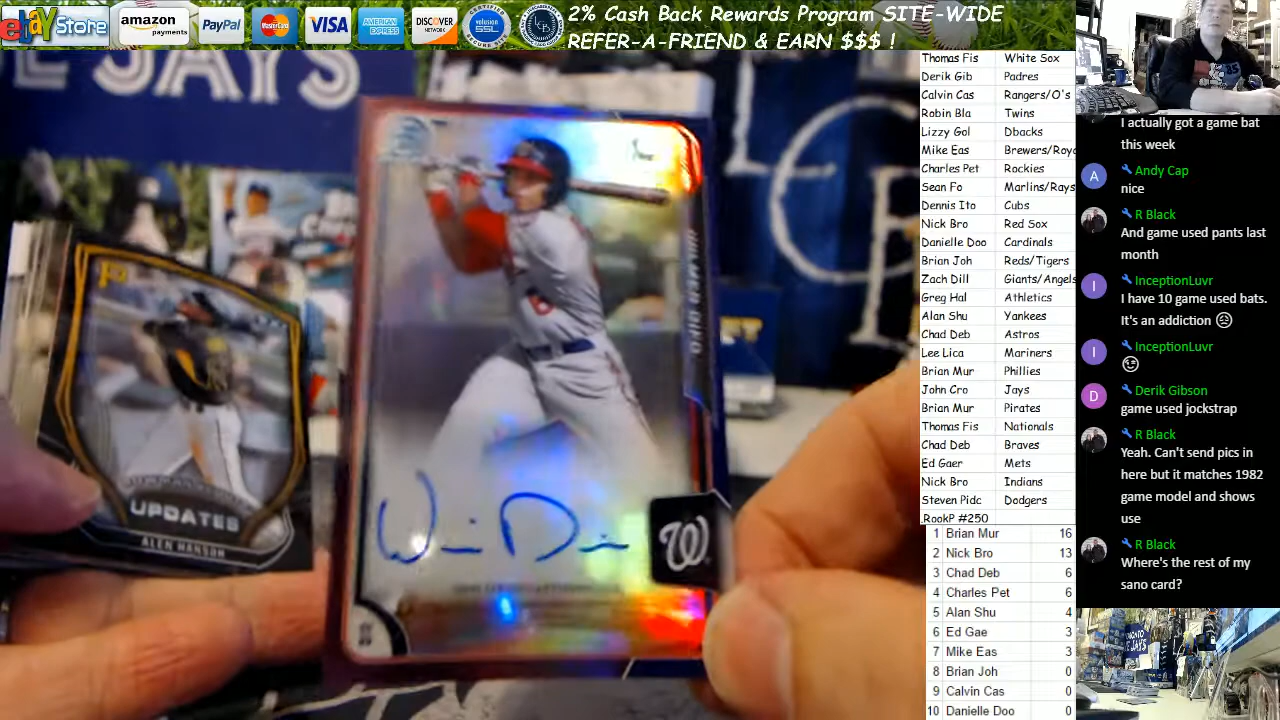 ebay Store
amazon payments
PayPal
MasterCard
VISA
AMERICAN EXPRESS
DISCOVER NETWORK
SSL
2% Cash Back Rewards Program SITE-WIDE
REFER-A-FRIEND & EARN $$$ !
E JAYS
P
UPDATES
ALEN HANSON
6
W
Thomas Fis White Sox
Derik Gib Padres
Calvin Cas Rangers/O's
Robin Bla Twins
Lizzy Gol Dbacks
Mike Eas Brewers/Roya
Charles Pet Rockies
Sean Fo Marlins/Rays
Dennis Ito Cubs
Nick Bro Red Sox
Danielle Doo Cardinals
Brian Joh Reds/Tigers
Zach Dill Giants/Angels
Greg Hal Athletics
Alan Shu Yankees
Chad Deb Astros
Lee Lica Mariners
Brian Mur Phillies
John Cro Jays
Brian Mur Pirates
Thomas Fis Nationals
Chad Deb Braves
Ed Gaer Mets
Nick Bro Indians
Steven Pidc Dodgers
RookP #250
1 Brian Mur 16
2 Nick Bro 13
3 Chad Deb 6
4 Charles Pet 6
5 Alan Shu 4
6 Ed Gae 3
7 Mike Eas 3
8 Brian Joh 0
9 Calvin Cas 0
10 Danielle Doo 0
I actually got a game bat
this week
A Andy Cap
nice
R Black
And game used pants last
month
I InceptionLuvr
I have 10 game used bats.
It's an addiction 😣
I InceptionLuvr
😉
D Derik Gibson
game used jockstrap
R Black
Yeah. Can't send pics in
here but it matches 1982
game model and shows
use
R Black
Where's the rest of my
sano card?